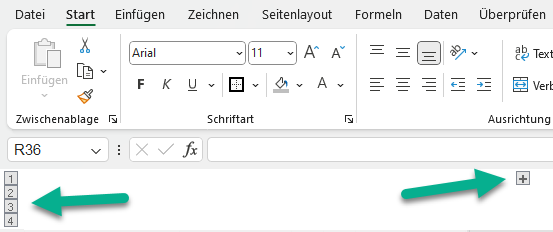 Datei Start Einfügen Zeichnen Seitenlayout Formeln Daten Überprüfen
Arial 11 A A ab Text
Einfügen F K U A Verb
Zwischenablage Schriftart Ausrichtung
R36 fx
1
2
3
4